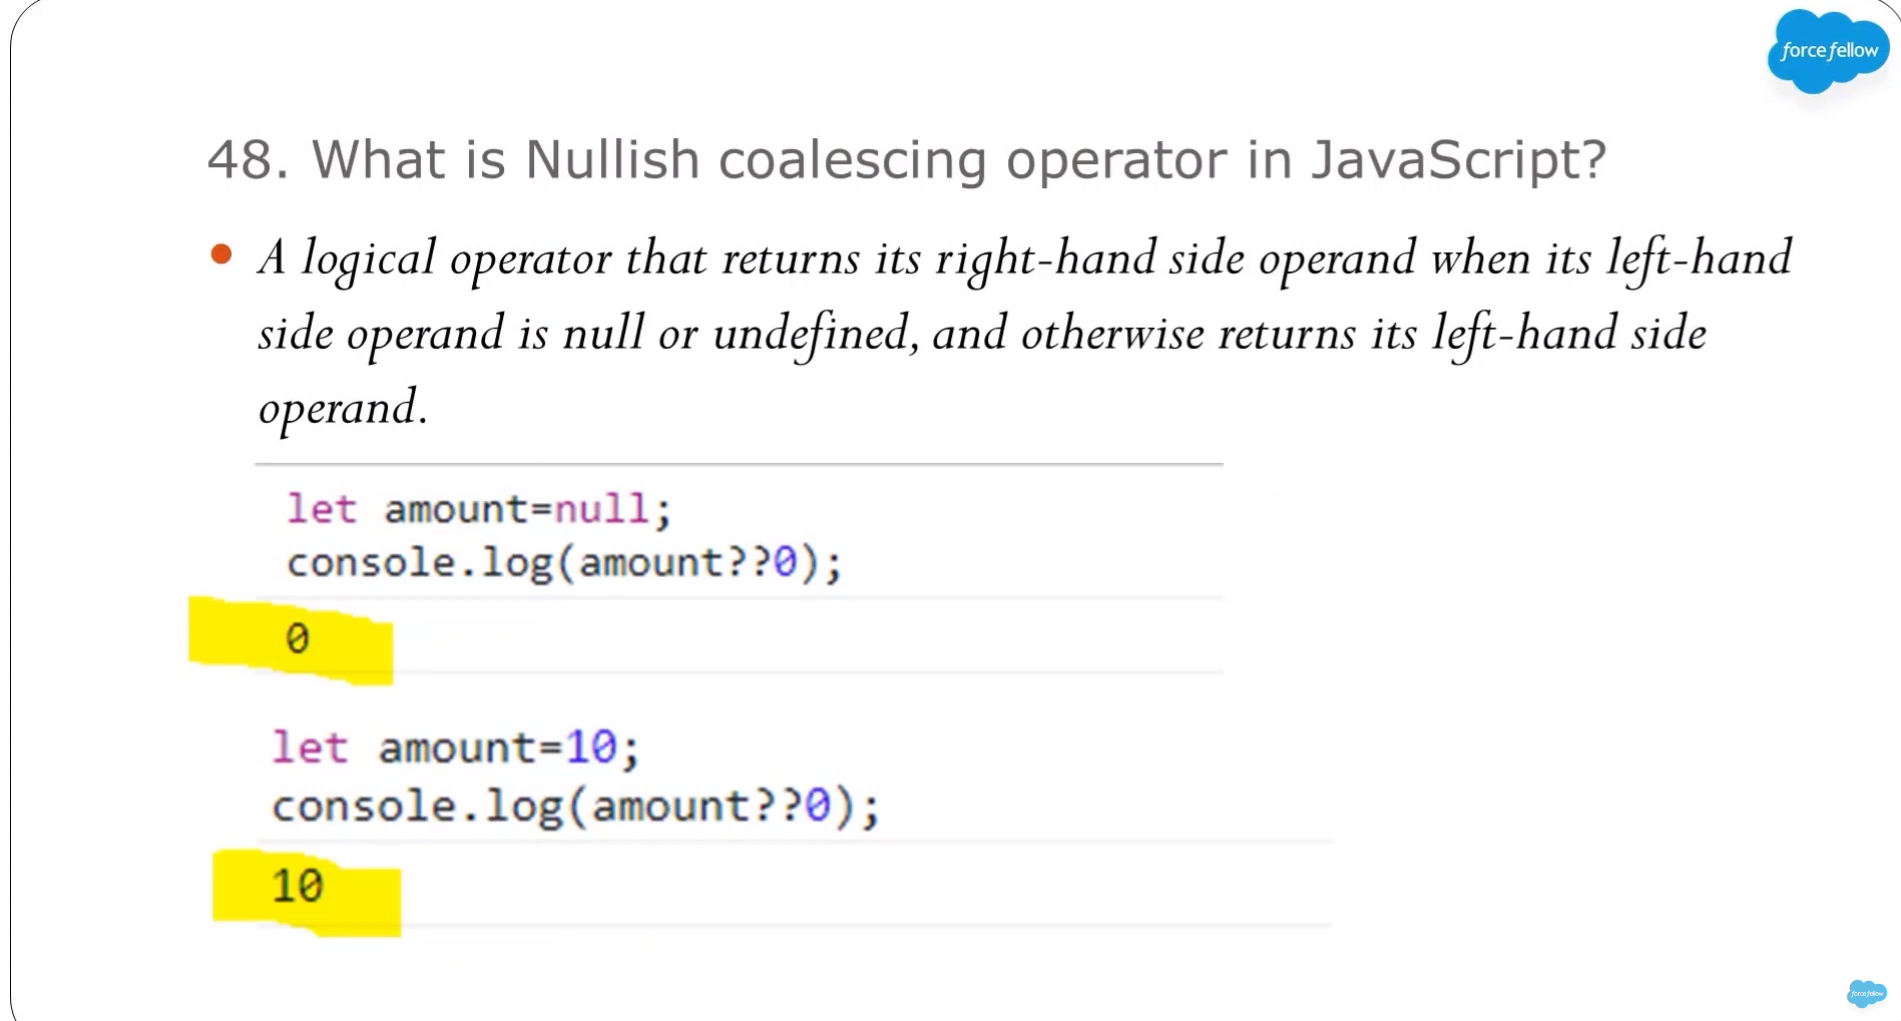 force fellow
48. What is Nullish coalescing operator in JavaScript?
• A logical operator that returns its right-hand side operand when its left-hand
side operand is null or undefined, and otherwise returns its left-hand side
operand.
let amount=null;
console.log(amount??0);
0
let amount=10;
console.log(amount??0);
10
force fellow